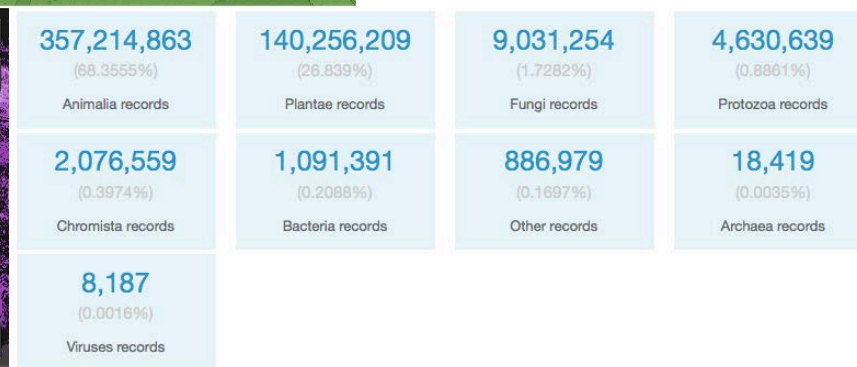 357,214,863
(68.3555%)
Animalia records
140,256,209
(26.839%)
Plantae records
9,031,254
(1.7282%)
Fungi records
4,630,639
(0.8861%)
Protozoa records
2,076,559
(0.3974%)
Chromista records
1,091,391
(0.2088%)
Bacteria records
886,979
(0.1697%)
Other records
18,419
(0.0035%)
Archaea records
8,187
(0.0016%)
Viruses records